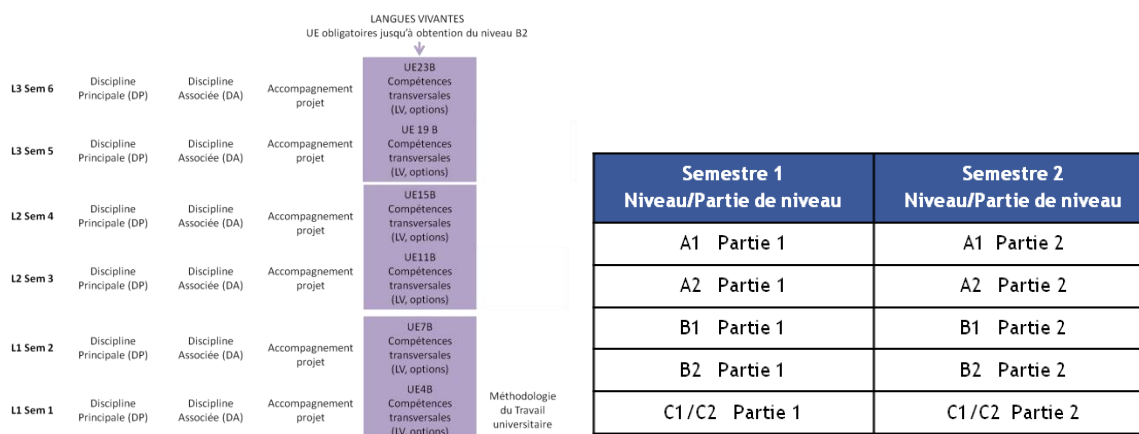 LANGUES VIVANTES
UE obligatoires jusqu'à obtention du niveau B2
L3 Sem 6
Discipline
Principale (DP)
Discipline
Associée (DA)
Accompagnement
projet
UE23B
Compétences
transversales
(LV, options)
L3 Sem 5
Discipline
Principale (DP)
Discipline
Associée (DA)
Accompagnement
projet
UE 19 B
Compétences
transversales
(LV, options)
L2 Sem 4
Discipline
Principale (DP)
Discipline
Associée (DA)
Accompagnement
projet
UE15B
Compétences
transversales
(LV, options)
L2 Sem 3
Discipline
Principale (DP)
Discipline
Associée (DA)
Accompagnement
projet
UE11B
Compétences
transversales
(LV, options)
L1 Sem 2
Discipline
Principale (DP)
Discipline
Associée (DA)
Accompagnement
projet
UE7B
Compétences
transversales
(LV, options)
L1 Sem 1
Discipline
Principale (DP)
Discipline
Associée (DA)
Accompagnement
projet
UE4B
Compétences
transversales
(LV, options)
Méthodologie
du Travail
universitaire
Semestre 1
Niveau/Partie de niveau
Semestre 2
Niveau/Partie de niveau
A1 Partie 1
A1 Partie 2
A2 Partie 1
A2 Partie 2
B1 Partie 1
B1 Partie 2
B2 Partie 1
B2 Partie 2
C1/C2 Partie 1
C1/C2 Partie 2